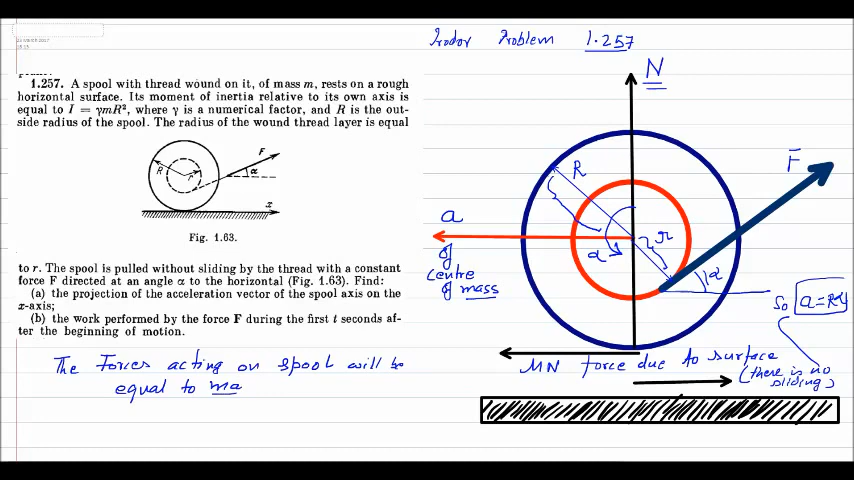 Irodov Problem 1.257
1.257. A spool with thread wound on it, of mass m, rests on a rough
horizontal surface. Its moment of inertia relative to its own axis is
equal to I = γmR², where γ is a numerical factor, and R is the out-
side radius of the spool. The radius of the wound thread layer is equal
R
r
F
α
x
Fig. 1.63.
to r. The spool is pulled without sliding by the thread with a constant
force F directed at an angle α to the horizontal (Fig. 1.63). Find:
(a) the projection of the acceleration vector of the spool axis on the
x-axis;
(b) the work performed by the force F during the first t seconds af-
ter the beginning of motion.
The Forces acting on spool will be
equal to ma
N
R
F
a
r
α
of
centre
of mass
α
so
MN force due to surface
(there is no
sliding)